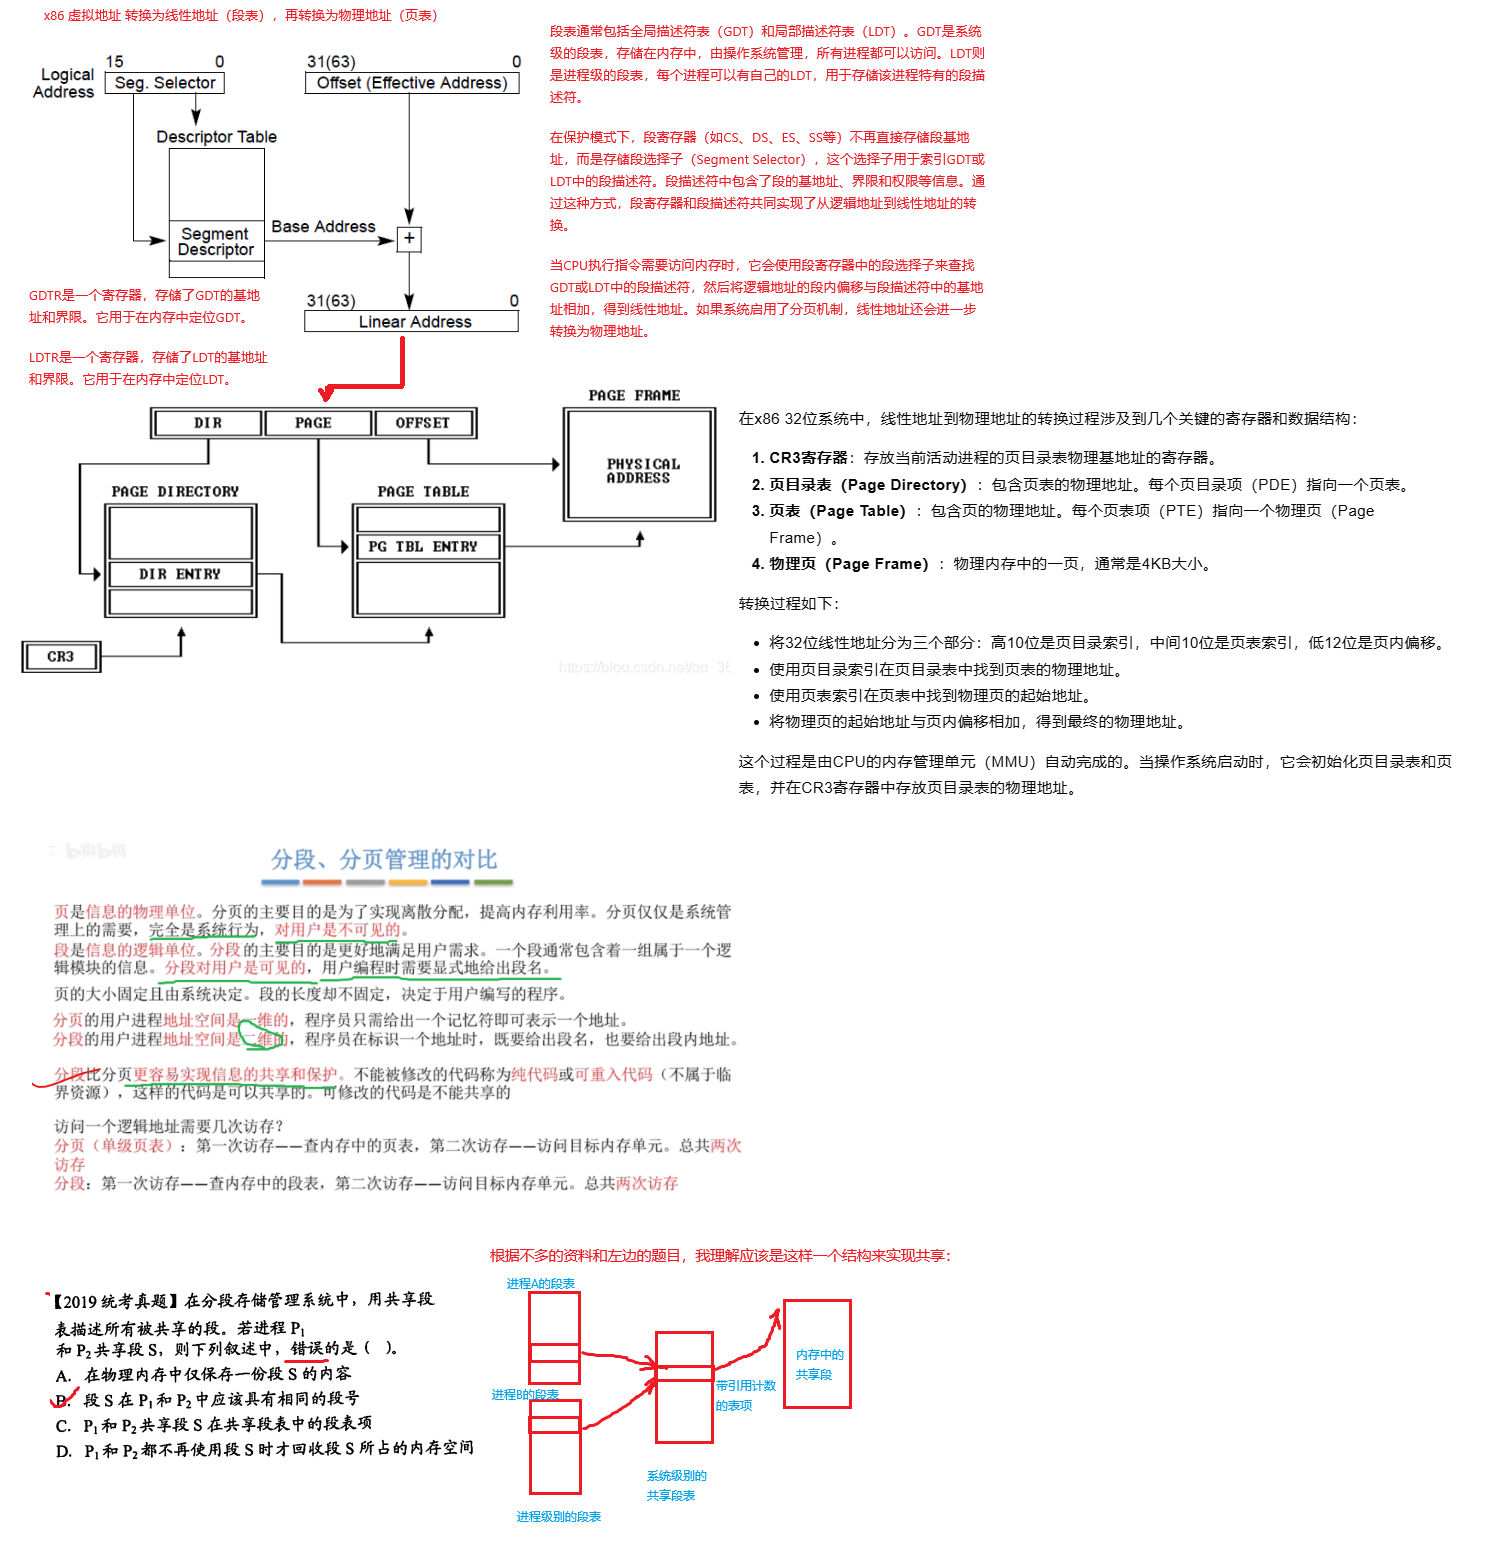 x86 虚拟地址 转换为线性地址（段表），再转换为物理地址（页表）
15 0
31(63) 0
Logical Address
Seg. Selector
Offset (Effective Address)
Descriptor Table
Segment Descriptor
Base Address
+
31(63) 0
Linear Address
GDTR是一个寄存器，存储了GDT的基地
址和界限。它用于在内存中定位GDT。
LDTR是一个寄存器，存储了LDT的基地址
和界限。它用于在内存中定位LDT。
段表通常包括全局描述符表（GDT）和局部描述符表（LDT）。GDT是系统
级的段表，存储在内存中，由操作系统管理，所有进程都可以访问。LDT则
是进程级的段表，每个进程可以有自己的LDT，用于存储该进程特有的段描
述符。
在保护模式下，段寄存器（如CS、DS、ES、SS等）不再直接存储段基地
址，而是存储段选择子（Segment Selector），这个选择子用于索引GDT或
LDT中的段描述符。段描述符中包含了段的基地址、界限和权限等信息。通
过这种方式，段寄存器和段描述符共同实现了从逻辑地址到线性地址的转
换。
当CPU执行指令需要访问内存时，它会使用段寄存器中的段选择子来查找
GDT或LDT中的段描述符，然后将逻辑地址的段内偏移与段描述符中的基地
址相加，得到线性地址。如果系统启用了分页机制，线性地址还会进一步
转换为物理地址。
DIR PAGE OFFSET
PAGE FRAME
PHYSICAL
ADDRESS
PAGE DIRECTORY
DIR ENTRY
PAGE TABLE
PG TBL ENTRY
CR3
在x86 32位系统中，线性地址到物理地址的转换过程涉及到几个关键的寄存器和数据结构：
1. CR3寄存器：存放当前活动进程的页目录表物理基地址的寄存器。
2. 页目录表（Page Directory）：包含页表的物理地址。每个页目录项（PDE）指向一个页表。
3. 页表（Page Table）：包含页的物理地址。每个页表项（PTE）指向一个物理页（Page
Frame）。
4. 物理页（Page Frame）：物理内存中的一页，通常是4KB大小。
转换过程如下：
• 将32位线性地址分为三个部分：高10位是页目录索引，中间10位是页表索引，低12位是页内偏移。
• 使用页目录索引在页目录表中找到页表的物理地址。
• 使用页表索引在页表中找到物理页的起始地址。
• 将物理页的起始地址与页内偏移相加，得到最终的物理地址。
这个过程是由CPU的内存管理单元（MMU）自动完成的。当操作系统启动时，它会初始化页目录表和页
表，并在CR3寄存器中存放页目录表的物理地址。
分段、分页管理的对比
页是信息的物理单位。分页的主要目的是为了实现离散分配，提高内存利用率。分页仅仅是系统管
理上的需要，完全是系统行为，对用户是不可见的。
段是信息的逻辑单位。分段的主要目的是更好地满足用户需求。一个段通常包含着一组属于一个逻
辑模块的信息。分段对用户是可见的，用户编程时需要显式地给出段名。
页的大小固定且由系统决定。段的长度却不固定，决定于用户编写的程序。
分页的用户进程地址空间是一维的，程序员只需给出一个记忆符即可表示一个地址。
分段的用户进程地址空间是二维的，程序员在标识一个地址时，既要给出段名，也要给出段内地址。
分段比分页更容易实现信息的共享和保护。不能被修改的代码称为纯代码或可重入代码（不属于临
界资源），这样的代码是可以共享的。可修改的代码是不能共享的
访问一个逻辑地址需要几次访存？
分页（单级页表）：第一次访存——查内存中的页表，第二次访存——访问目标内存单元。总共两次
访存
分段：第一次访存——查内存中的段表，第二次访存——访问目标内存单元。总共两次访存
【2019 统考真题】在分段存储管理系统中，用共享段
表描述所有被共享的段。若进程 P₁
和 P₂ 共享段 S，则下列叙述中，错误的是（ ）。
A. 在物理内存中仅保存一份段 S 的内容
B. 段 S 在 P₁ 和 P₂ 中应该具有相同的段号
C. P₁ 和 P₂ 共享段 S 在共享段表中的段表项
D. P₁ 和 P₂ 都不再使用段 S 时才回收段 S 所占的内存空间
根据不多的资料和左边的题目，我理解应该是这样一个结构来实现共享：
进程A的段表
进程B的段表
进程级别的段表
带引用计数
的表项
系统级别的
共享段表
内存中的
共享段